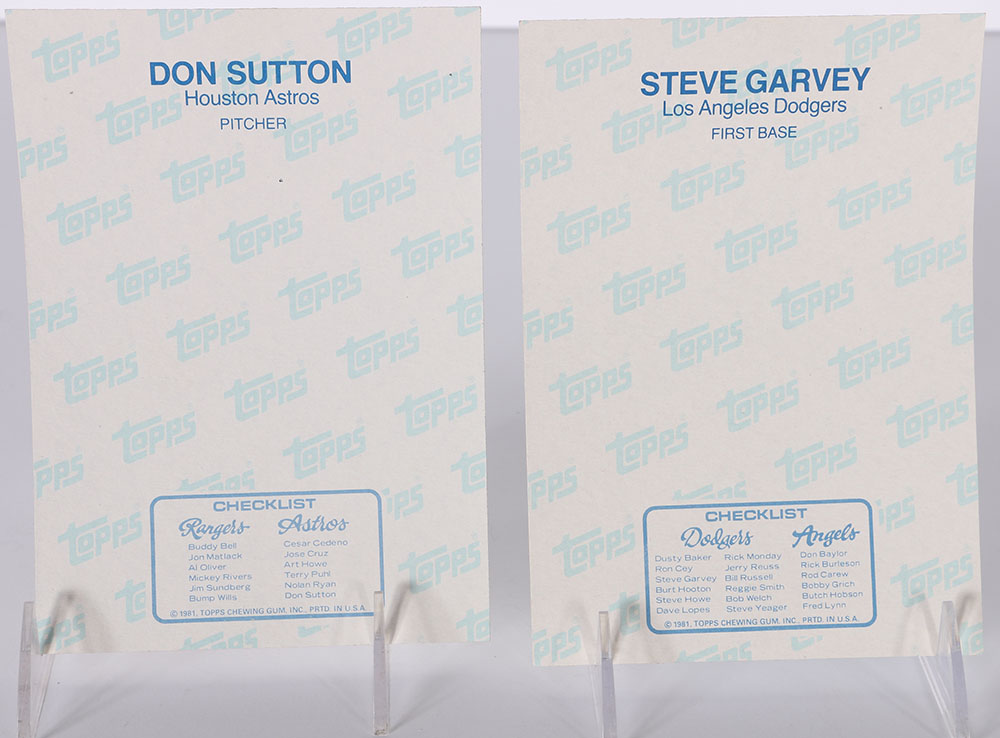 DON SUTTON
Houston Astros
PITCHER
CHECKLIST
Rangers Astros
Buddy Bell Cesar Cedeno
Jon Matlack Jose Cruz
Al Oliver Art Howe
Mickey Rivers Terry Puhl
Jim Sundberg Nolan Ryan
Bump Wills Don Sutton
© 1981, TOPPS CHEWING GUM, INC., PRTD. IN U.S.A.
STEVE GARVEY
Los Angeles Dodgers
FIRST BASE
CHECKLIST
Dodgers Angels
Dusty Baker Rick Monday Don Baylor
Ron Cey Jerry Reuss Rick Burleson
Steve Garvey Bill Russell Rod Carew
Burt Hooton Reggie Smith Bobby Grich
Steve Howe Bob Welch Butch Hobson
Dave Lopes Steve Yeager Fred Lynn
© 1981, TOPPS CHEWING GUM, INC., PRTD. IN U.S.A.
topps